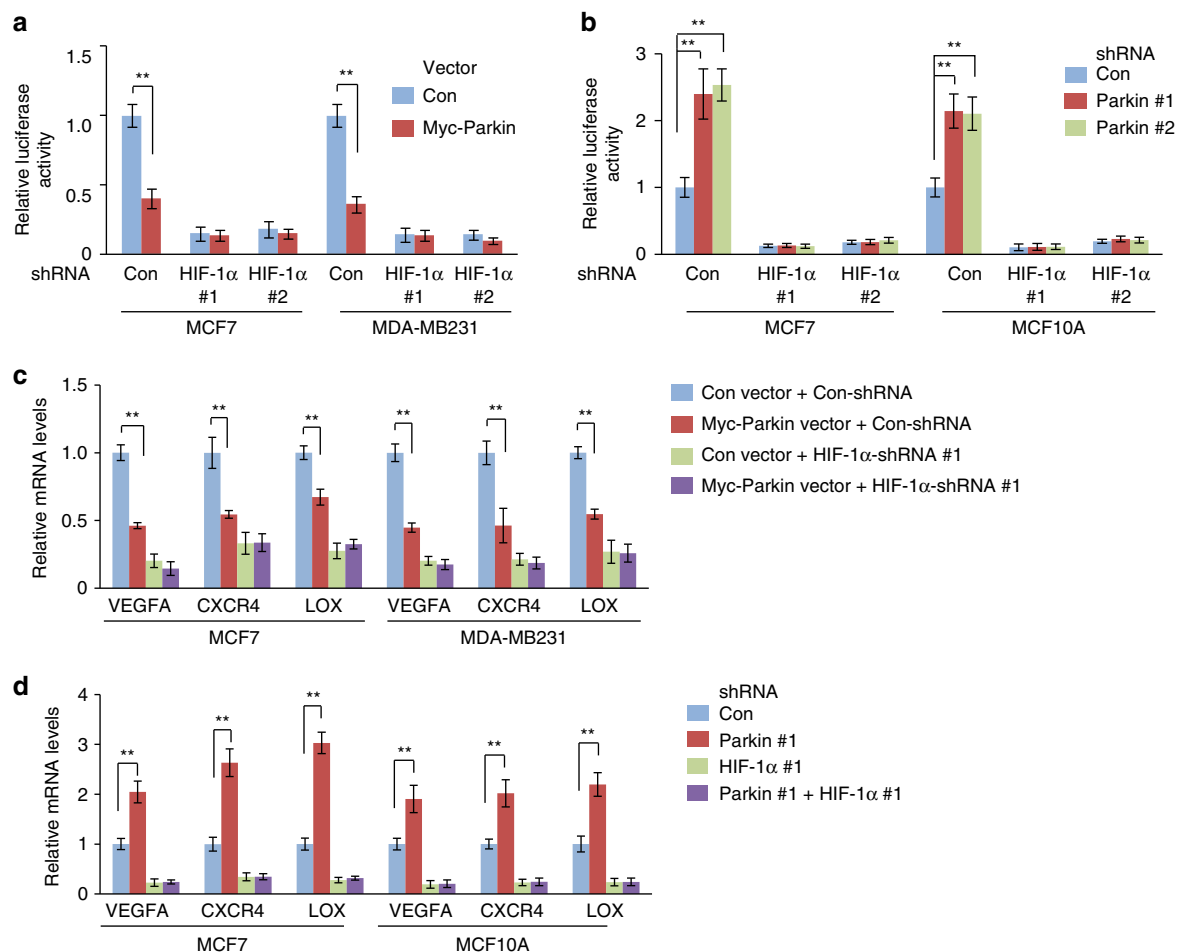 a
Relative luciferase
activity
1.5
1.0
0.5
0
**
**
Vector
Con
Myc-Parkin
shRNA
Con
HIF-1α
#1
HIF-1α
#2
Con
HIF-1α
#1
HIF-1α
#2
MCF7
MDA-MB231
b
Relative luciferase
activity
3
2
1
0
**
**
**
**
shRNA
Con
Parkin #1
Parkin #2
shRNA
Con
HIF-1α
#1
HIF-1α
#2
Con
HIF-1α
#1
HIF-1α
#2
MCF7
MCF10A
c
Relative mRNA levels
1.5
1.0
0.5
0
**
**
**
**
**
**
Con vector + Con-shRNA
Myc-Parkin vector + Con-shRNA
Con vector + HIF-1α-shRNA #1
Myc-Parkin vector + HIF-1α-shRNA #1
VEGFA
CXCR4
LOX
VEGFA
CXCR4
LOX
MCF7
MDA-MB231
d
Relative mRNA levels
4
3
2
1
0
**
**
**
**
**
**
shRNA
Con
Parkin #1
HIF-1α #1
Parkin #1 + HIF-1α #1
VEGFA
CXCR4
LOX
VEGFA
CXCR4
LOX
MCF7
MCF10A